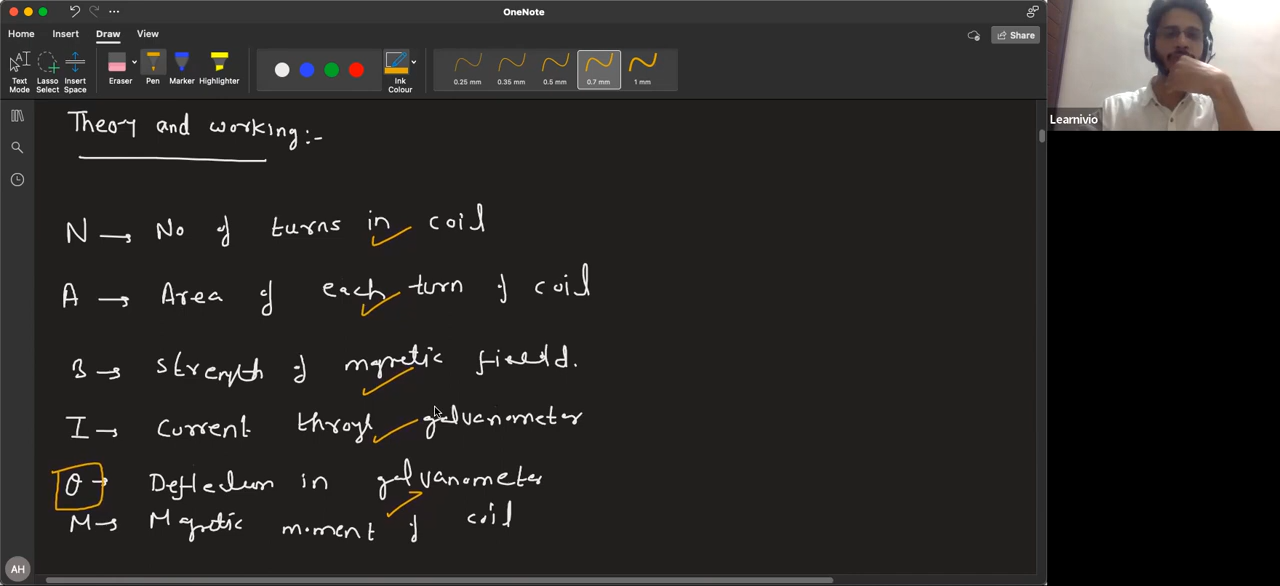 OneNote
Home Insert Draw View
Share
Text Mode
Lasso Select
Insert Space
Eraser
Pen
Marker
Highlighter
Ink Colour
0.25 mm
0.35 mm
0.5 mm
0.7 mm
1 mm
Learnivio
Theory and working:-
N → No of turns in coil
A → Area of each turn of coil
B → Strength of mgnetic field.
I → Current throgh galvanometer
θ → Deflection in galvanometer
M → Mgnetic moment of coil
AH